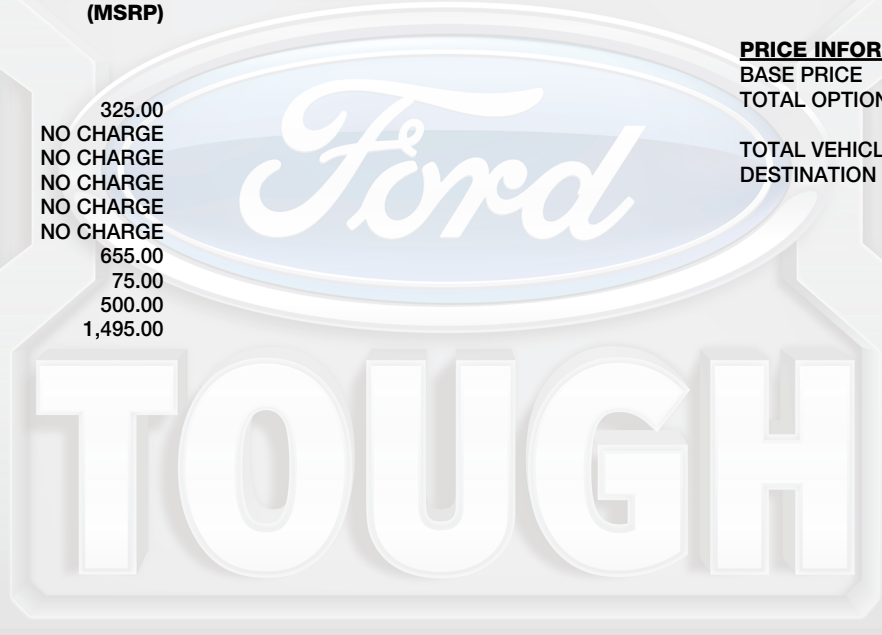 (MSRP)
325.00
NO CHARGE
NO CHARGE
NO CHARGE
NO CHARGE
NO CHARGE
655.00
75.00
500.00
1,495.00
PRICE INFOR
BASE PRICE
TOTAL OPTION
TOTAL VEHICL
DESTINATION
Ford
TOUGH